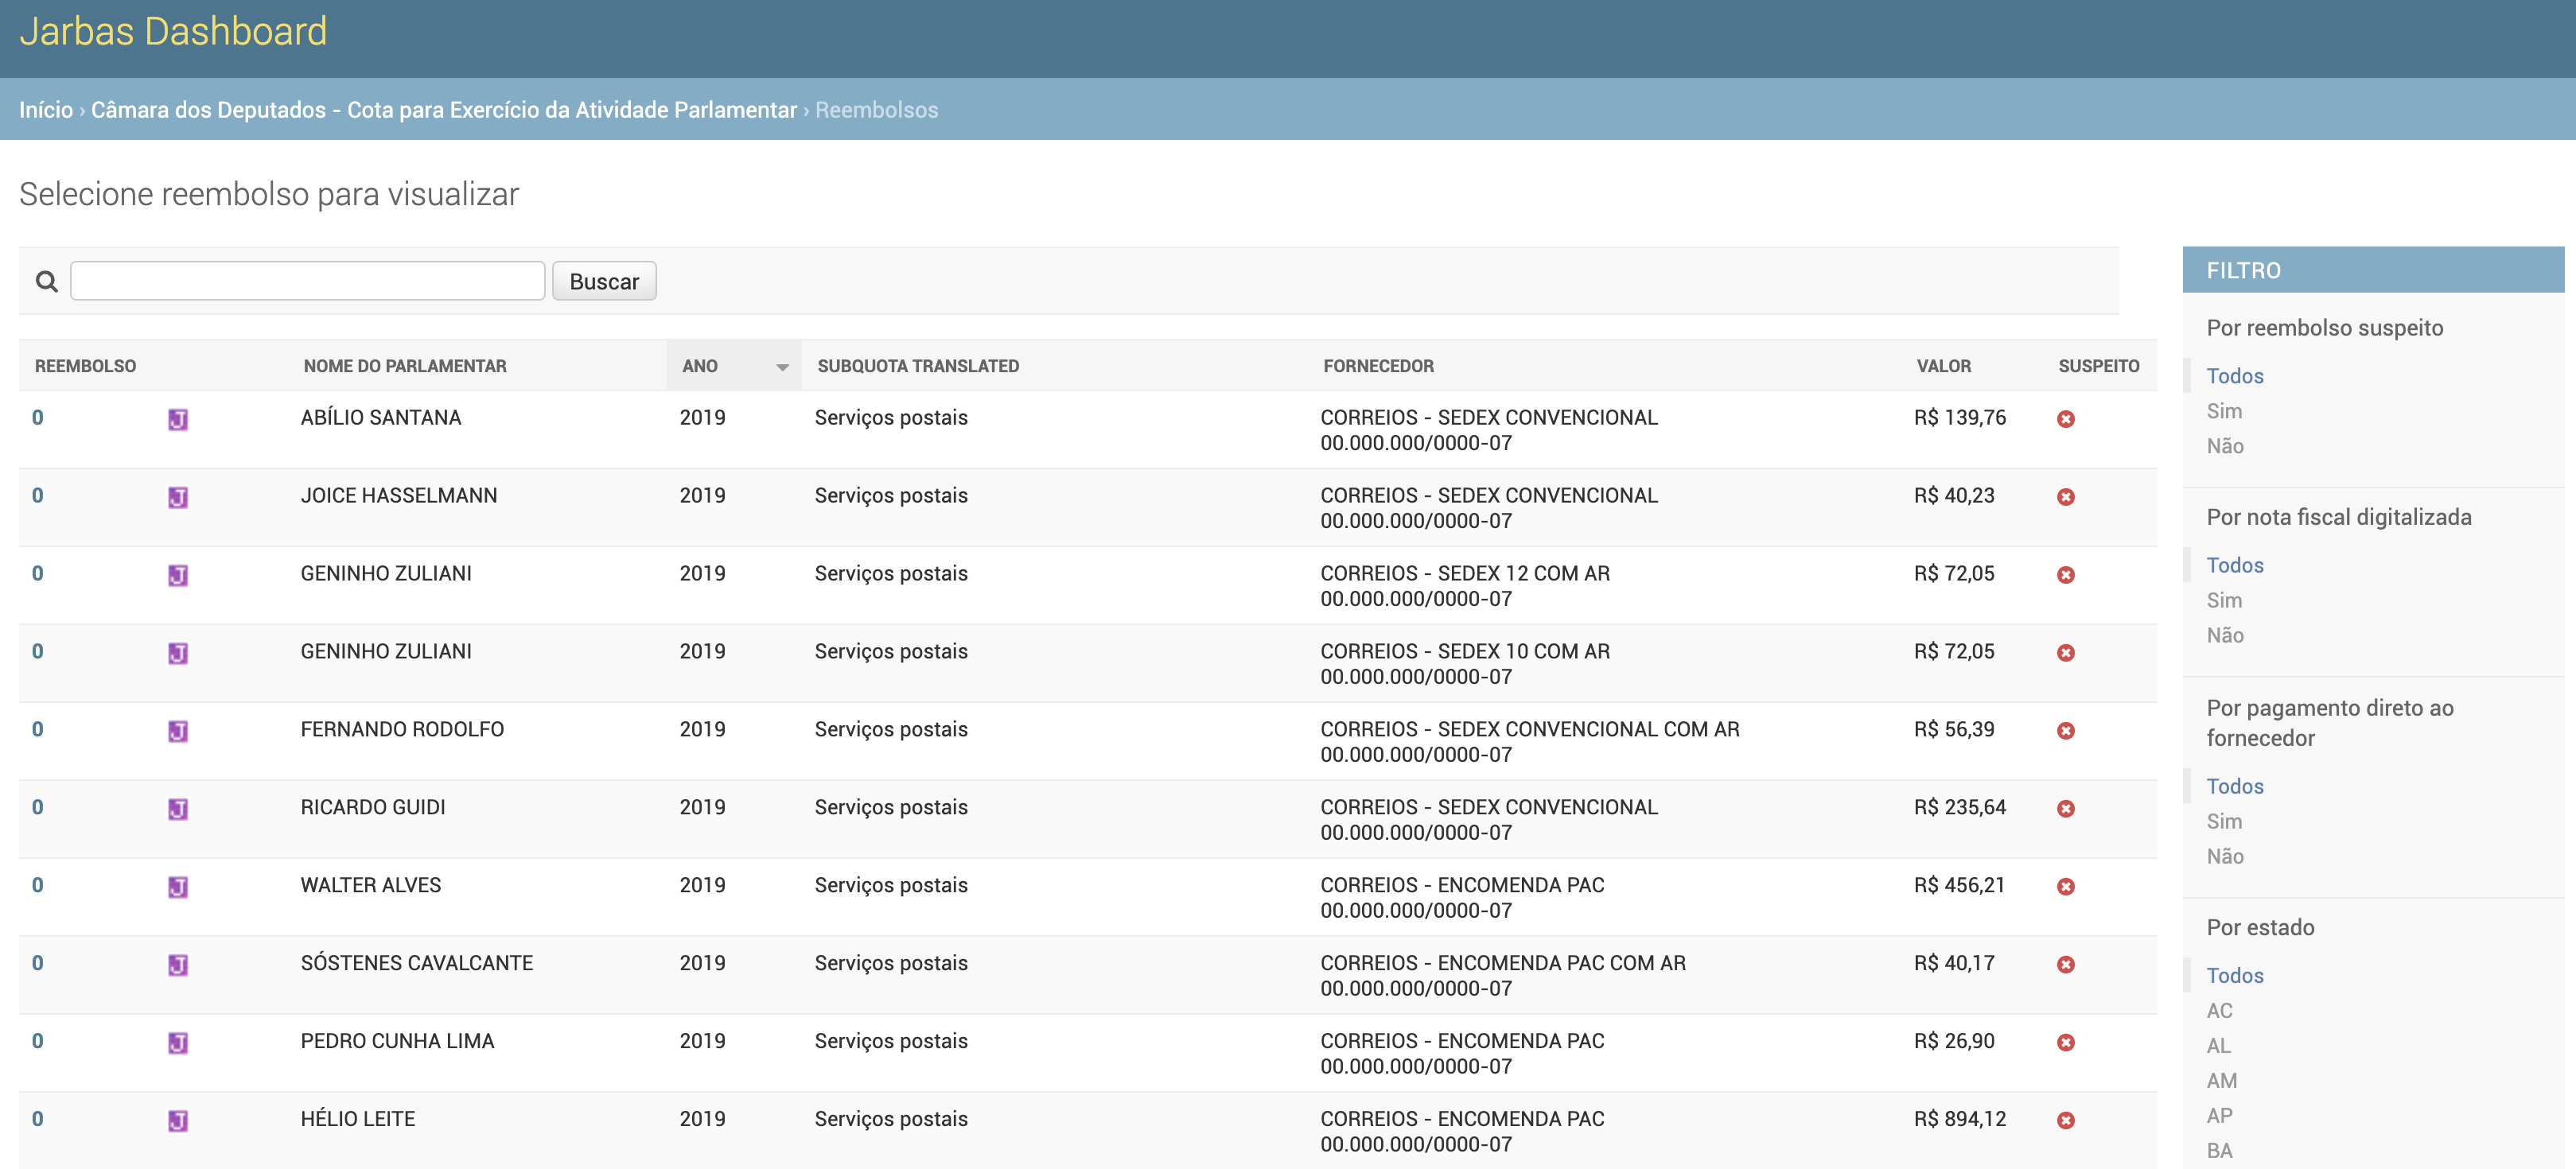 Jarbas Dashboard
Início › Câmara dos Deputados - Cota para Exercício da Atividade Parlamentar › Reembolsos
Selecione reembolso para visualizar
Buscar
REEMBOLSO NOME DO PARLAMENTAR ANO SUBQUOTA TRANSLATED FORNECEDOR VALOR SUSPEITO
0 J ABÍLIO SANTANA 2019 Serviços postais CORREIOS - SEDEX CONVENCIONAL R$ 139,76
00.000.000/0000-07
0 J JOICE HASSELMANN 2019 Serviços postais CORREIOS - SEDEX CONVENCIONAL R$ 40,23
00.000.000/0000-07
0 J GENINHO ZULIANI 2019 Serviços postais CORREIOS - SEDEX 12 COM AR R$ 72,05
00.000.000/0000-07
0 J GENINHO ZULIANI 2019 Serviços postais CORREIOS - SEDEX 10 COM AR R$ 72,05
00.000.000/0000-07
0 J FERNANDO RODOLFO 2019 Serviços postais CORREIOS - SEDEX CONVENCIONAL COM AR R$ 56,39
00.000.000/0000-07
0 J RICARDO GUIDI 2019 Serviços postais CORREIOS - SEDEX CONVENCIONAL R$ 235,64
00.000.000/0000-07
0 J WALTER ALVES 2019 Serviços postais CORREIOS - ENCOMENDA PAC R$ 456,21
00.000.000/0000-07
0 J SÓSTENES CAVALCANTE 2019 Serviços postais CORREIOS - ENCOMENDA PAC COM AR R$ 40,17
00.000.000/0000-07
0 J PEDRO CUNHA LIMA 2019 Serviços postais CORREIOS - ENCOMENDA PAC R$ 26,90
00.000.000/0000-07
0 J HÉLIO LEITE 2019 Serviços postais CORREIOS - ENCOMENDA PAC R$ 894,12
00.000.000/0000-07
FILTRO
Por reembolso suspeito
Todos
Sim
Não
Por nota fiscal digitalizada
Todos
Sim
Não
Por pagamento direto ao
fornecedor
Todos
Sim
Não
Por estado
Todos
AC
AL
AM
AP
BA